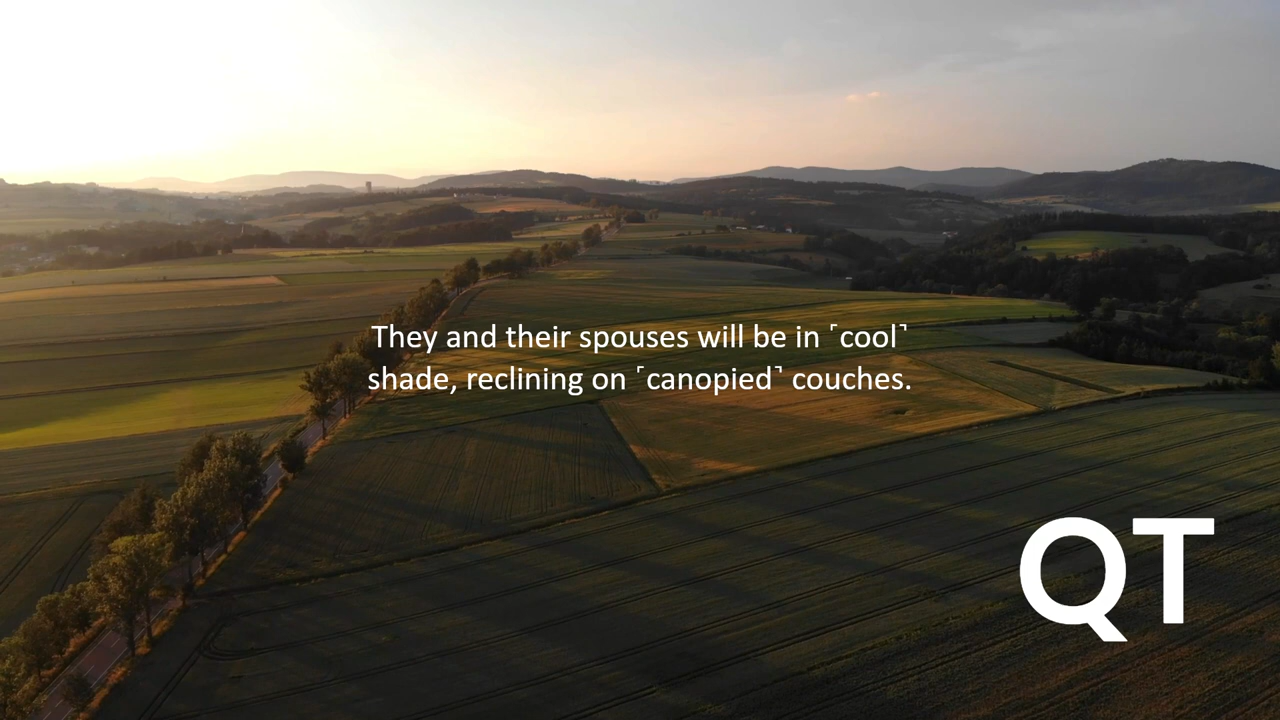 They and their spouses will be in ˹cool˺
shade, reclining on ˹canopied˺ couches.
QT